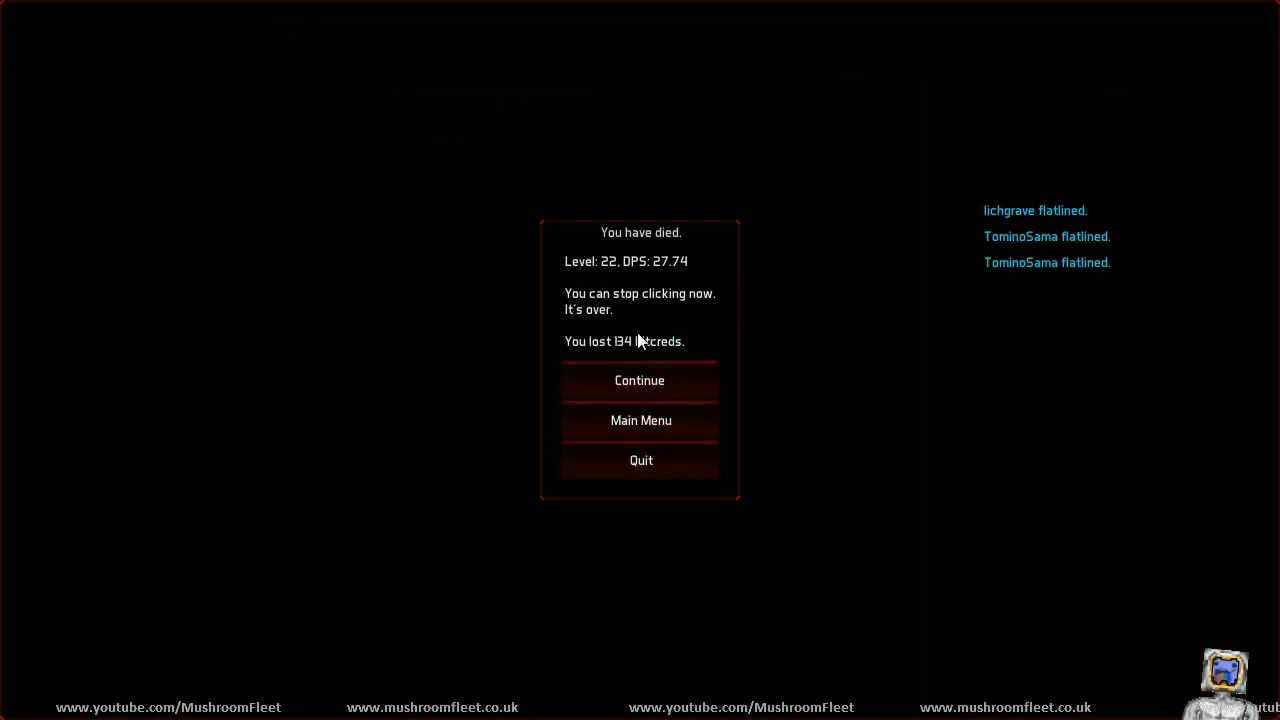 lichgrave flatlined.
TominoSama flatlined.
TominoSama flatlined.
You have died.
Level: 22, DPS: 27.74
You can stop clicking now.
It's over.
You lost 134
Continue
Main Menu
Quit
www.youtube.com/MushroomFleet www.mushroomfleet.co.uk www.youtube.com/MushroomFleet www.mushroomfleet.co.uk